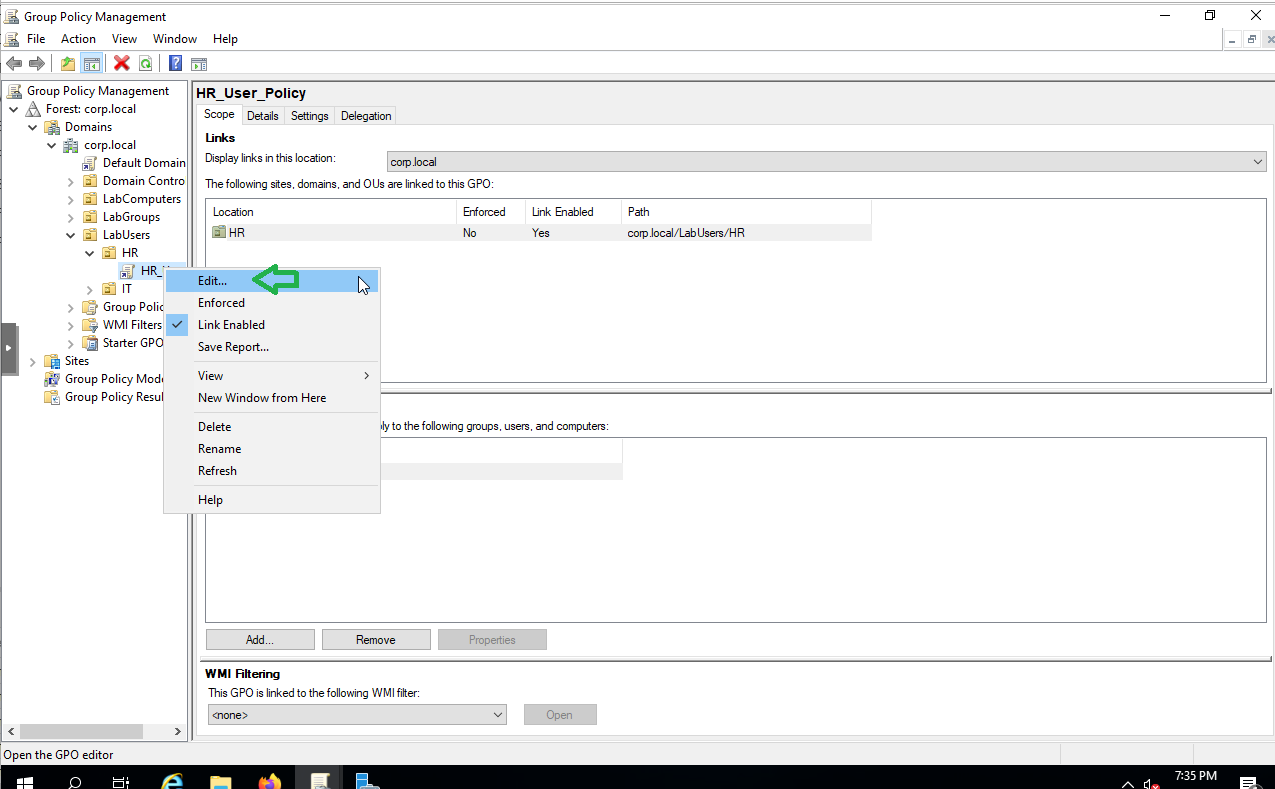 Group Policy Management
File Action View Window Help
Group Policy Management
Forest: corp.local
Domains
corp.local
Default Domain
Domain Contro
LabComputers
LabGroups
LabUsers
HR
HR_
IT
Group Polic
WMI Filters
Starter GPO
Sites
Group Policy Mode
Group Policy Resul
HR_User_Policy
Scope Details Settings Delegation
Links
Display links in this location: corp.local
The following sites, domains, and OUs are linked to this GPO:
Location Enforced Link Enabled Path
HR No Yes corp.local/LabUsers/HR
Edit...
Enforced
Link Enabled
Save Report...
View
New Window from Here
Delete
Rename
Refresh
Help
ly to the following groups, users, and computers:
Add... Remove Properties
WMI Filtering
This GPO is linked to the following WMI filter:
<none> Open
Open the GPO editor
7:35 PM